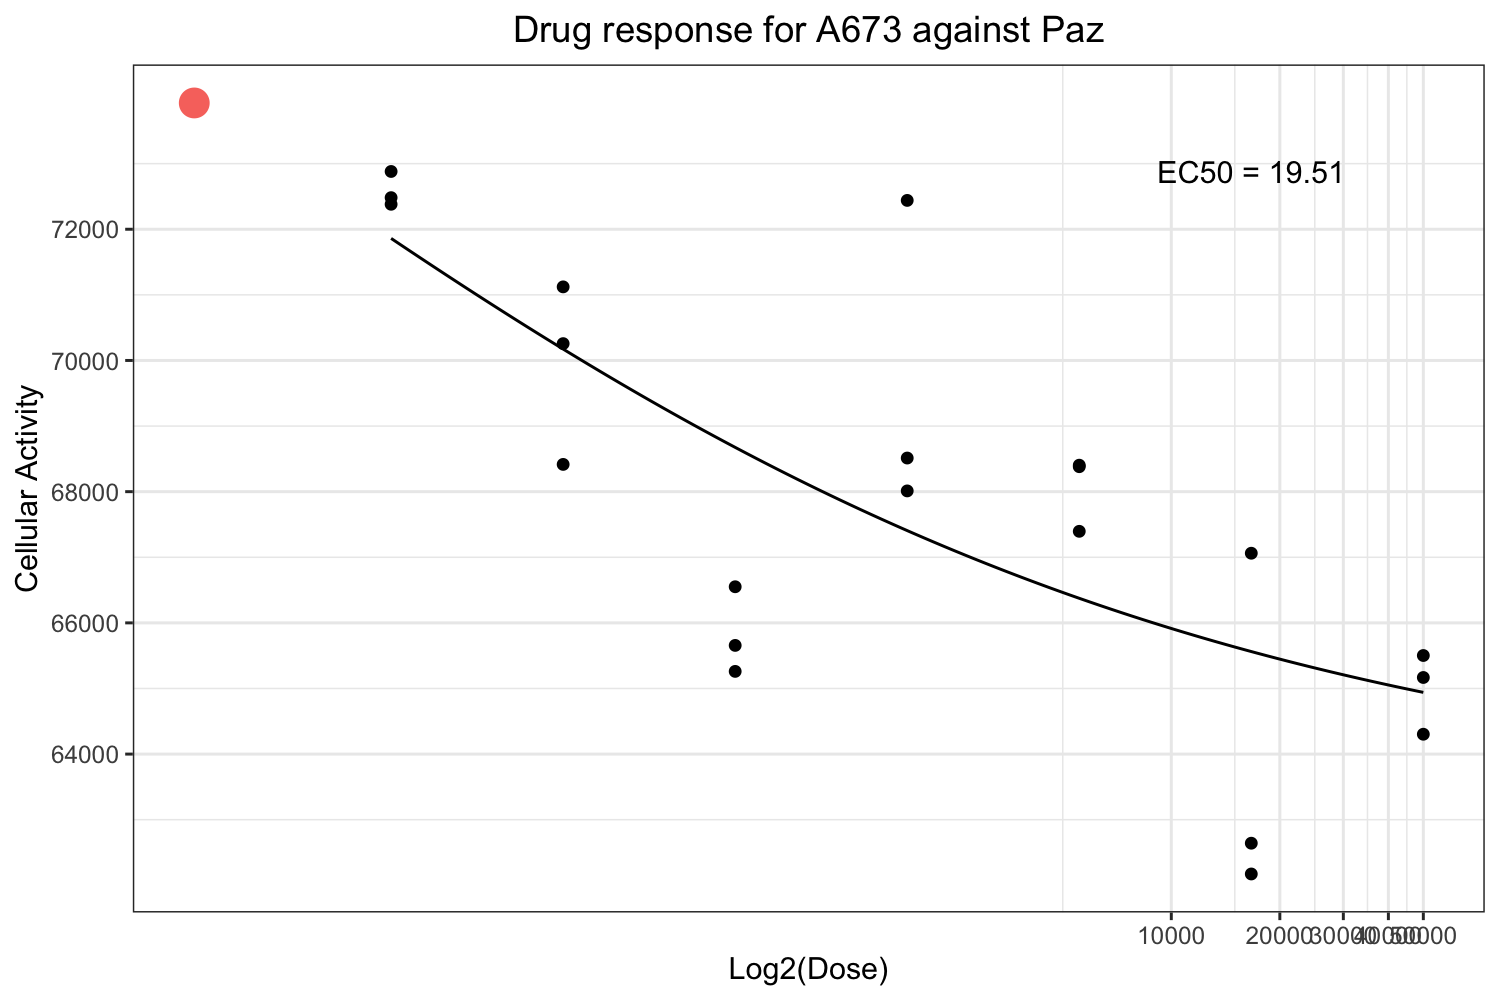 Drug response for A673 against Paz
EC50 = 19.51
72000
70000
68000
66000
64000
Cellular Activity
10000 20000 30000 40000 50000
Log2(Dose)